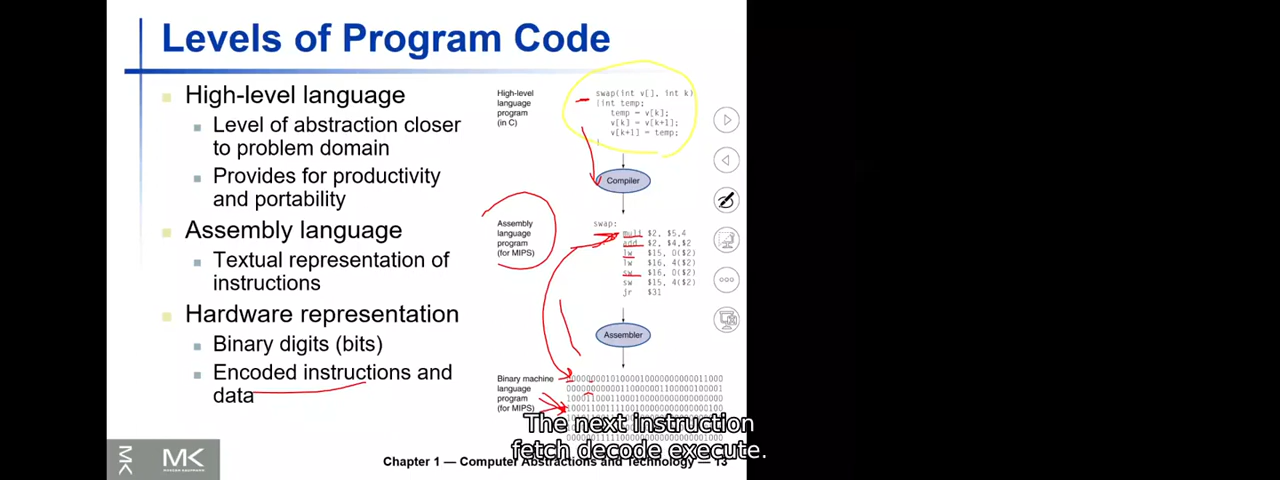 Levels of Program Code
High-level language
Level of abstraction closer
to problem domain
Provides for productivity
and portability
Assembly language
Textual representation of
instructions
Hardware representation
Binary digits (bits)
Encoded instructions and
data
High-level
language
program
(in C)
swap(int v[], int k)
{int temp;
temp = v[k];
v[k] = v[k+1];
v[k+1] = temp;
Compiler
Assembly
language
program
(for MIPS)
swap:
muli $2, $5,4
add $2, $4,$2
lw $15, 0($2)
lw $16, 4($2)
sw $16, 0($2)
sw $15, 4($2)
jr $31
Assembler
Binary machine
language
program
(for MIPS)
The next instruction
fetch decode execute.
MK
MK
Chapter 1 — Computer Abstractions and Technology — 13